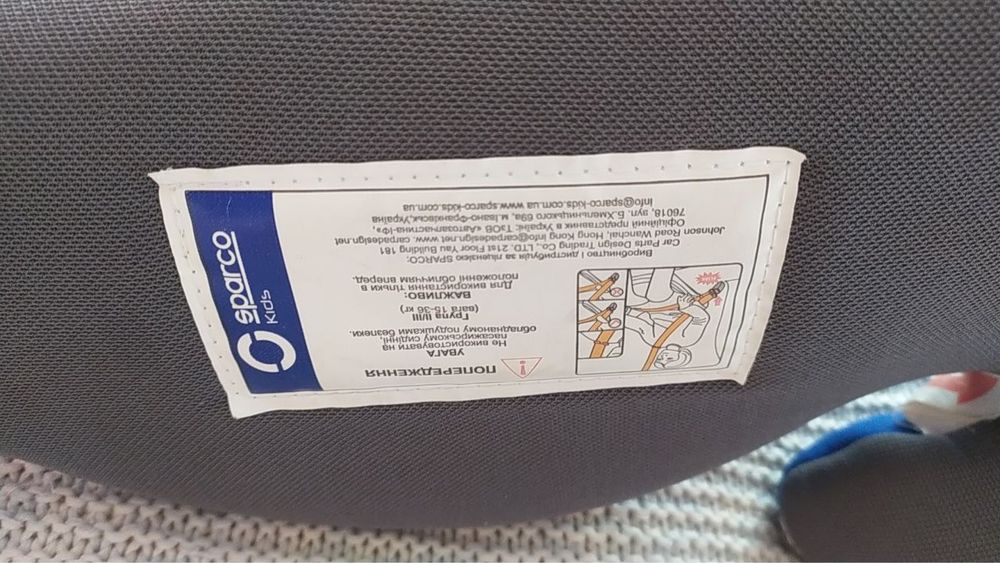 sparco
Kids
ПОПЕРЕДЖЕННЯ
УВАГА
Не використовувати на
пасажирському сидінні,
обладнаному подушками безпеки.
Група II/III
(вага 15-36 кг)
ВАЖЛИВО:
Для використання тільки в
положенні обличчям вперед.
Виробництво і дистрибуція за ліцензією SPARCO:
Car Parts Design Trading Co., LTD. 21st Floor Yau Building 181
Johnson Road Wanchai, Hong Kong info@carpadesign.net www. carpadesign.net
Офіційний представник в Україні: ТзОВ «Автозапчастина-ІФ»,
76018, вул. Б.Хмельницького, 69а, м.Івано-Франківськ,Україна
info@sparco-kids.com.ua www.sparco-kids.com.ua